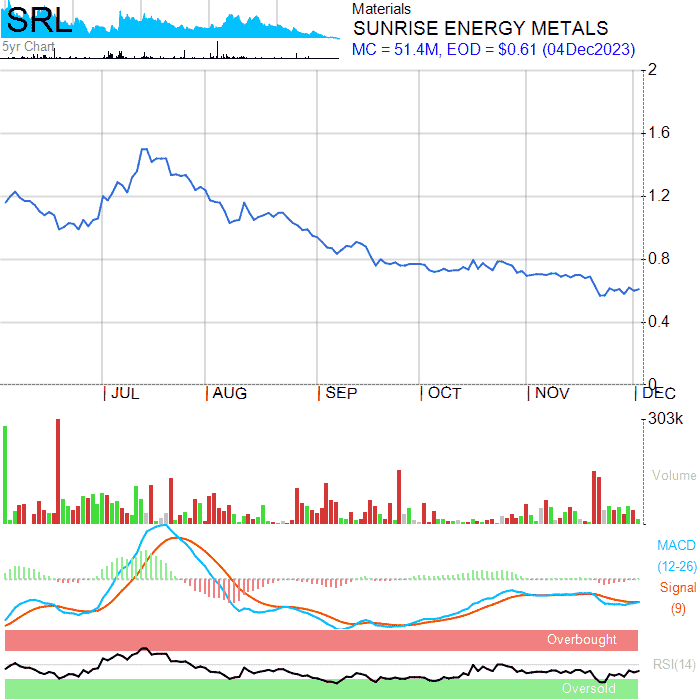 SRL
5yr Chart
Materials
SUNRISE ENERGY METALS
MC = 51.4M, EOD = $0.61 (04Dec2023)
2
1.6
1.2
0.8
0.4
0
JUL AUG SEP OCT NOV DEC
303k
Volume
MACD
(12-26)
Signal
(9)
Overbought
RSI(14)
Oversold